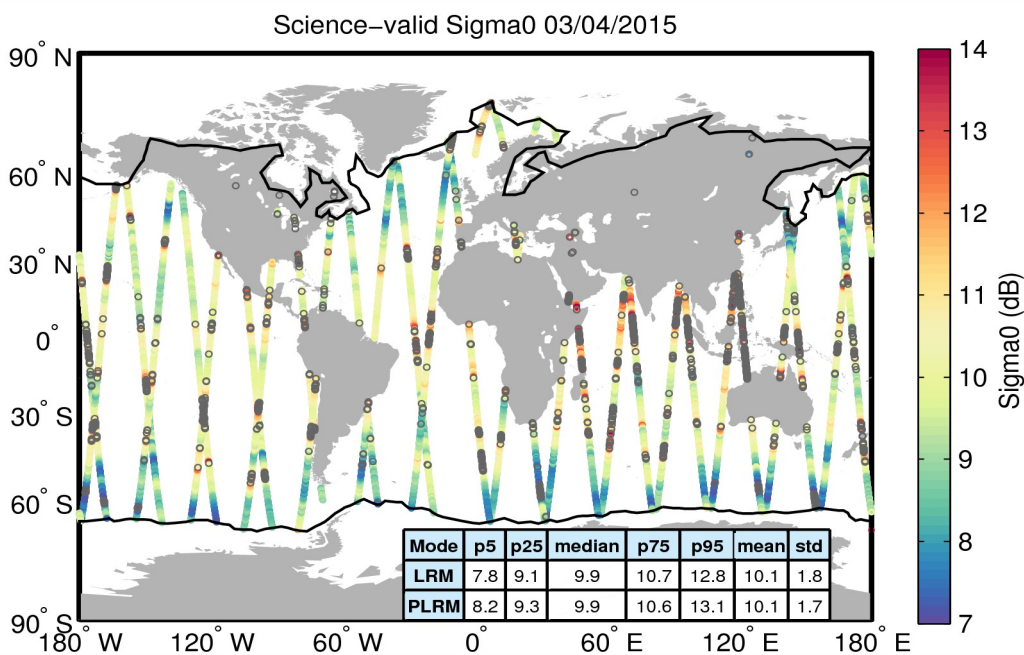 Science−valid Sigma0 03/04/2015
90° N
60° N
30° N
0°
30° S
60° S
90° S
180° W
120° W
60° W
0°
60° E
120° E
180° E
14
13
12
11
10
9
8
7
Sigma0 (dB)
Mode p5 p25 median p75 p95 mean std
LRM 7.8 9.1 9.9 10.7 12.8 10.1 1.8
PLRM 8.2 9.3 9.9 10.6 13.1 10.1 1.7